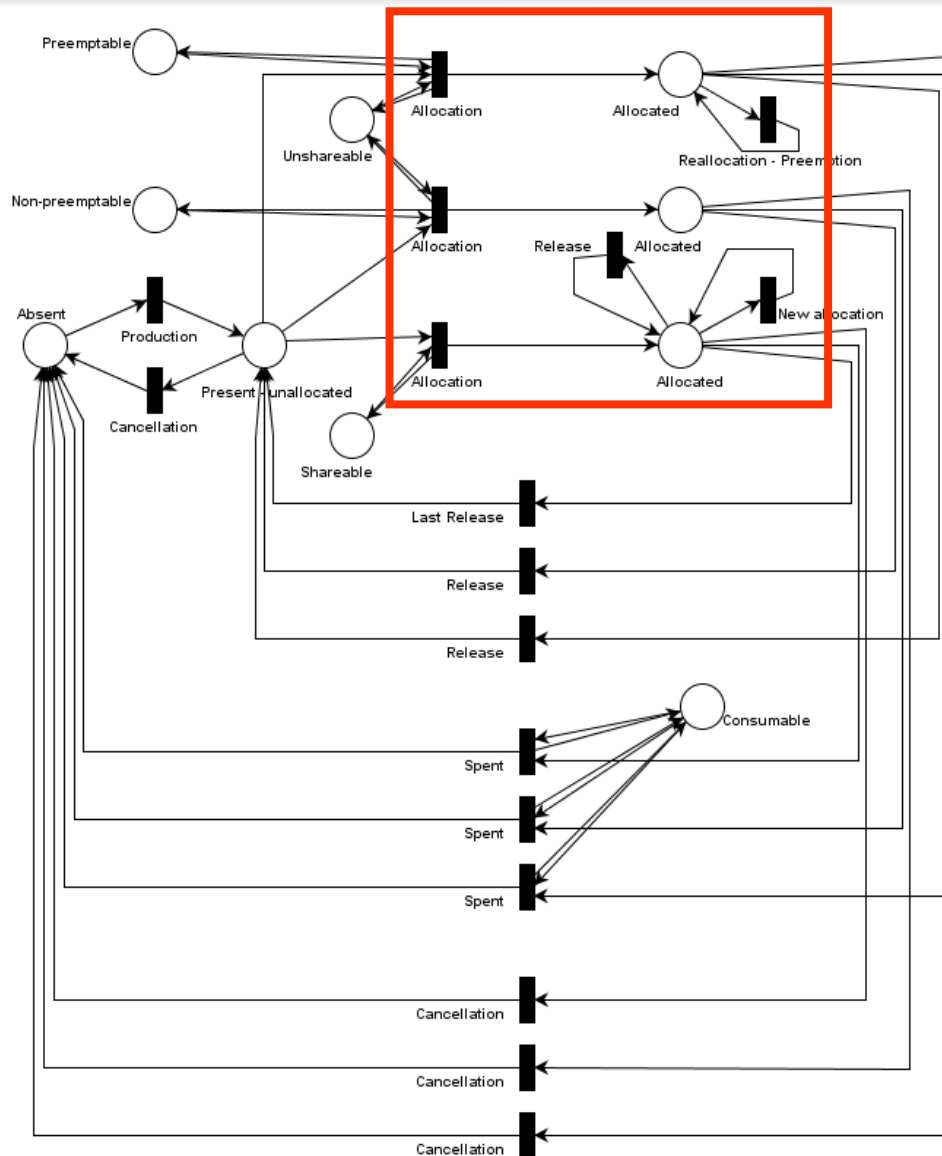 Preemptable
Allocation
Allocated
Unshareable
Reallocation - Preemption
Non-preemptable
Allocation
Release
Allocated
Absent
Production
New allocation
Present - unallocated
Allocation
Allocated
Cancellation
Shareable
Last Release
Release
Release
Consumable
Spent
Spent
Spent
Cancellation
Cancellation
Cancellation